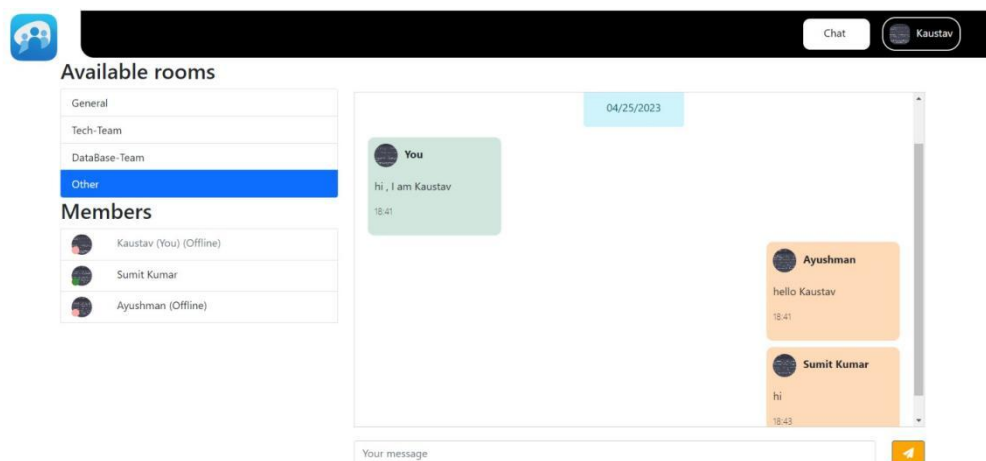 Chat
Kaustav
Available rooms
General
Tech-Team
DataBase-Team
Other
Members
Kaustav (You) (Offline)
Sumit Kumar
Ayushman (Offline)
04/25/2023
You
hi , I am Kaustav
18:41
Ayushman
hello Kaustav
18:41
Sumit Kumar
hi
18:43
Your message